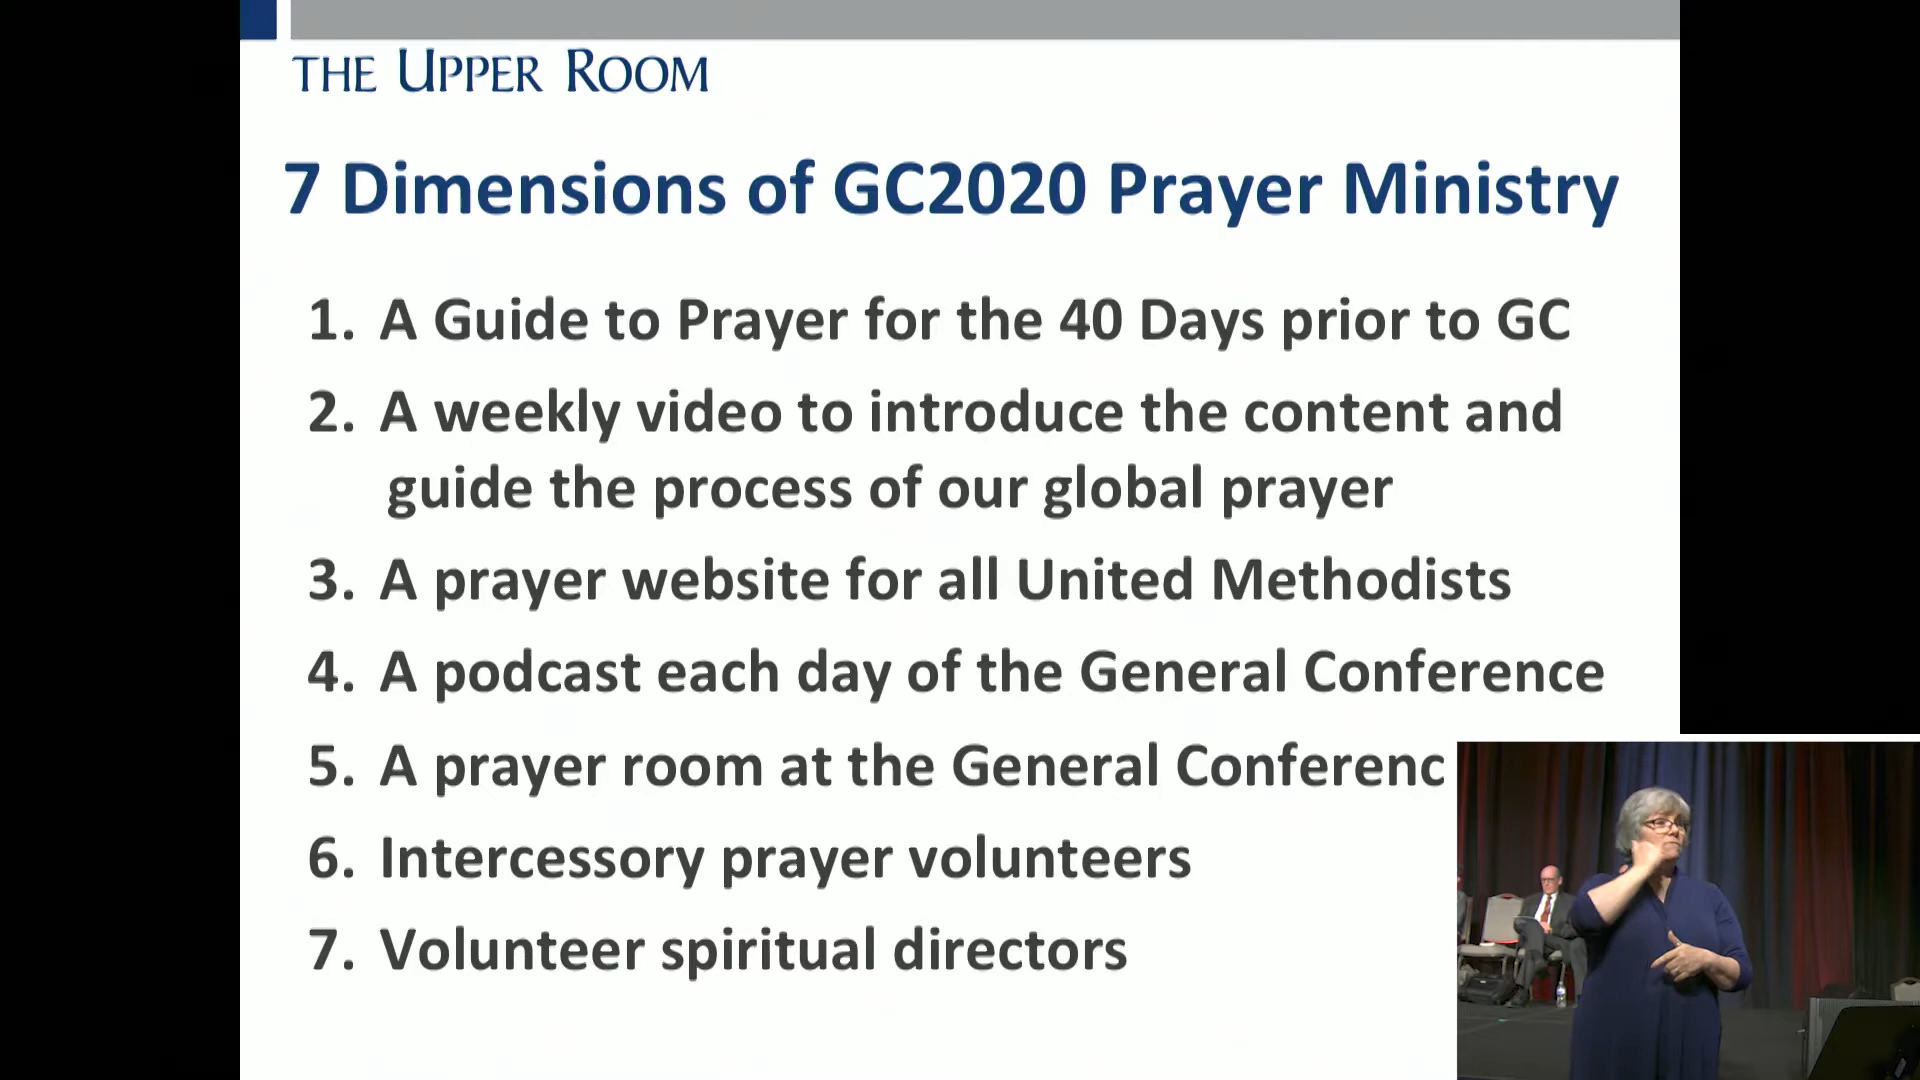 THE UPPER ROOM
7 Dimensions of GC2020 Prayer Ministry
1. A Guide to Prayer for the 40 Days prior to GC
2. A weekly video to introduce the content and
guide the process of our global prayer
3. A prayer website for all United Methodists
4. A podcast each day of the General Conference
5. A prayer room at the General Conferenc
6. Intercessory prayer volunteers
7. Volunteer spiritual directors